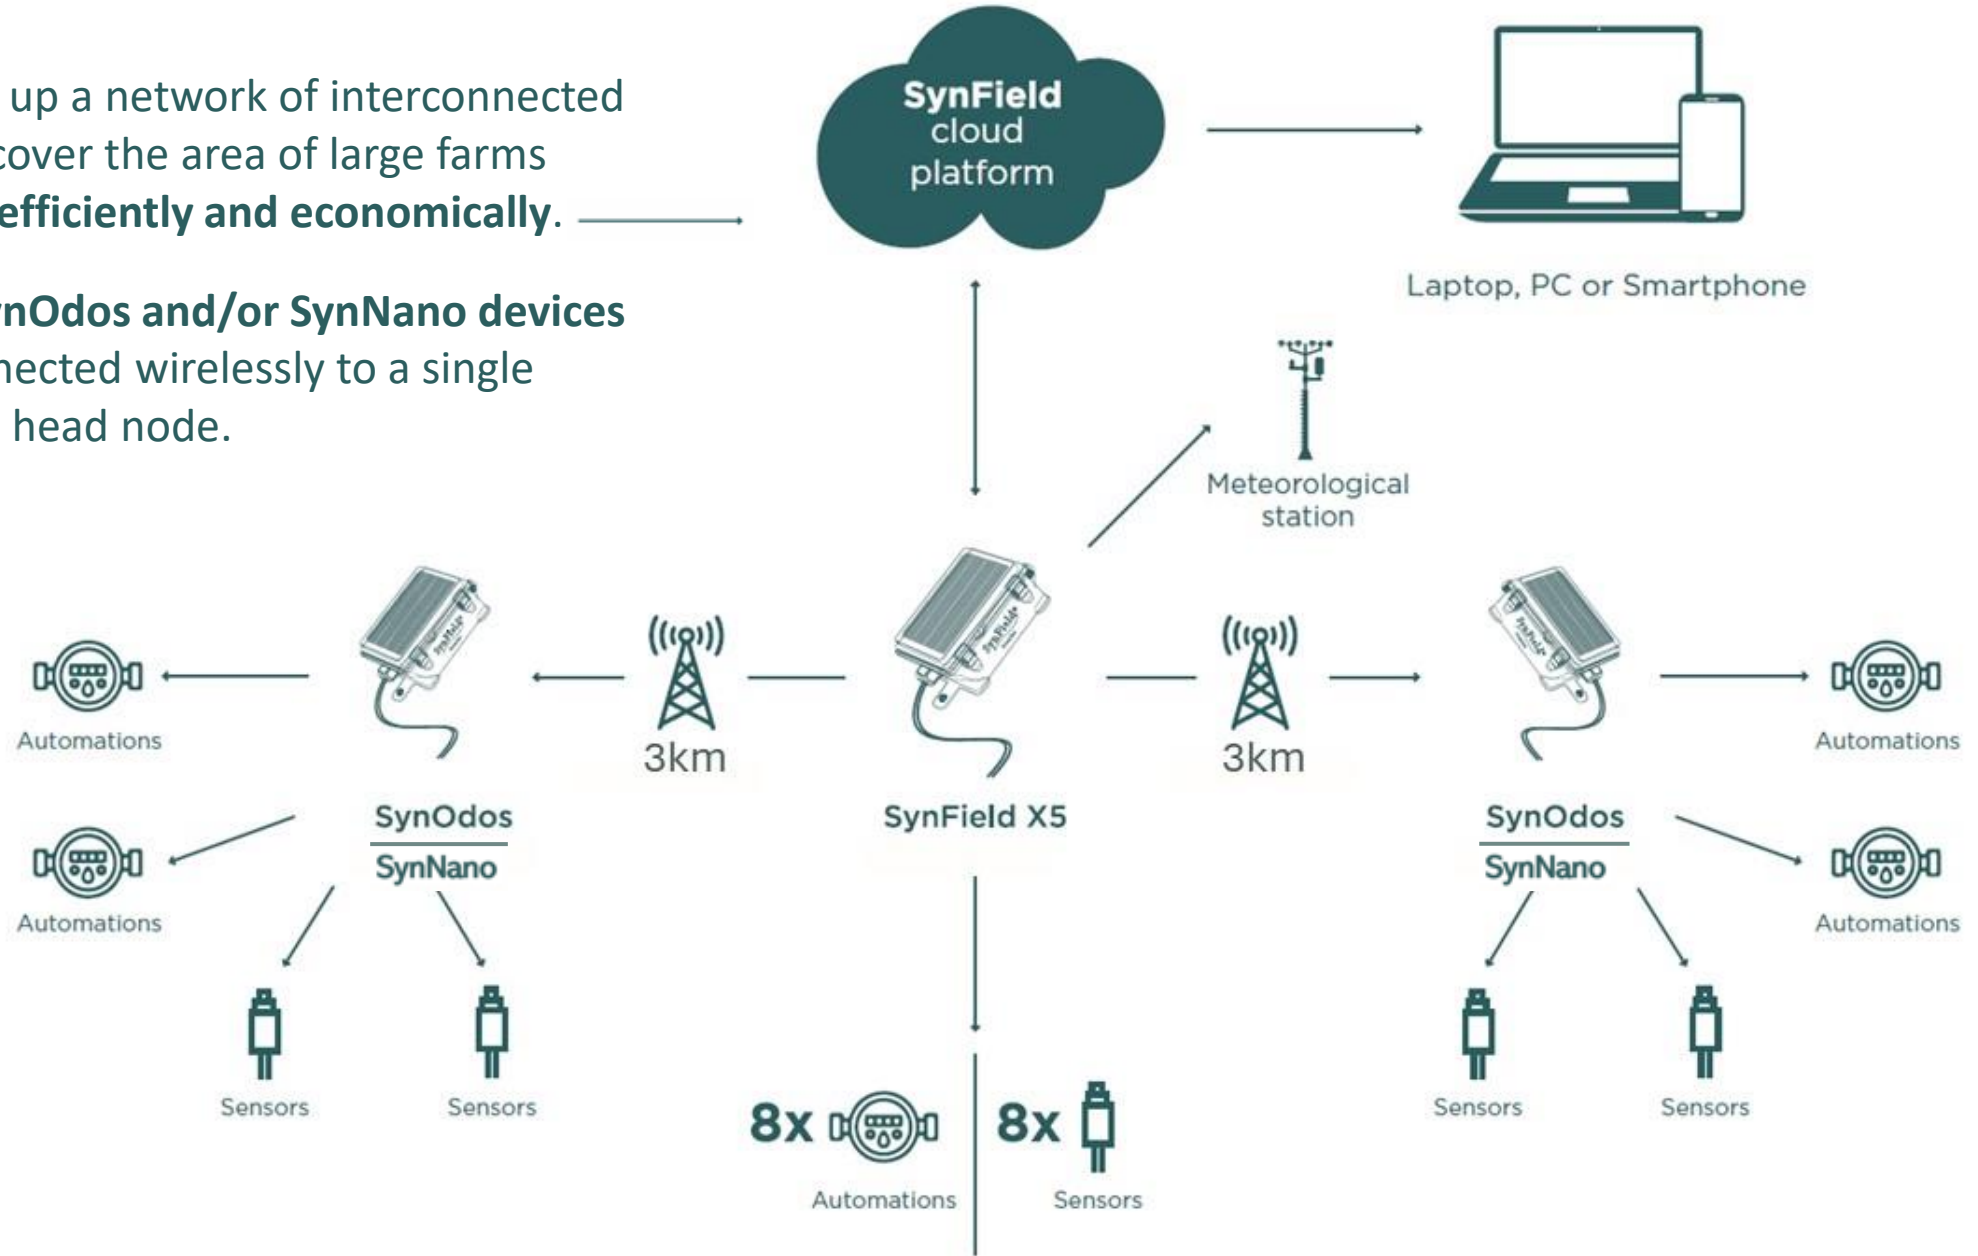 up a network of interconnected
cover the area of large farms
efficiently and economically.
ynOdos and/or SynNano devices
nected wirelessly to a single
head node.
SynField
cloud
platform
Laptop, PC or Smartphone
Meteorological
station
Automations
Automations
SynOdos
SynNano
Sensors
Sensors
3km
SynField X5
3km
SynOdos
SynNano
Automations
Automations
Sensors
Sensors
8x
Automations
8x
Sensors